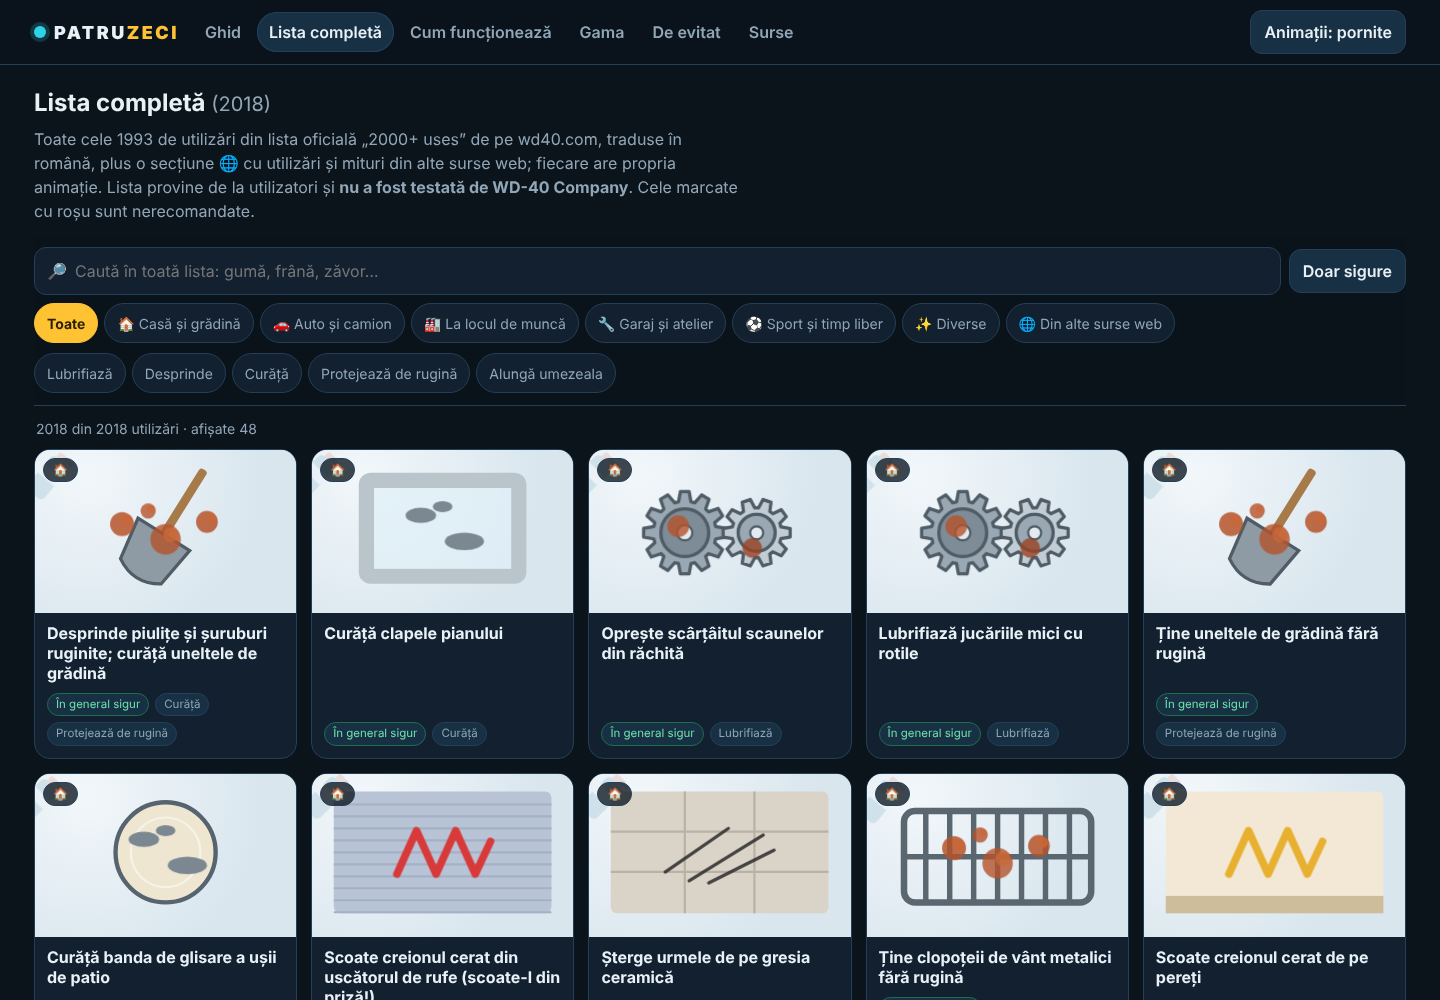 PATRUZECI
Ghid
Lista completă
Cum funcționează
Gama
De evitat
Surse
Animații: pornite
Lista completă (2018)
Toate cele 1993 de utilizări din lista oficială „2000+ uses” de pe wd40.com, traduse în
română, plus o secțiune 🌐 cu utilizări și mituri din alte surse web; fiecare are propria
animație. Lista provine de la utilizatori și nu a fost testată de WD-40 Company. Cele marcate
cu roșu sunt nerecomandate.
🔎 Caută în toată lista: gumă, frână, zăvor...
Doar sigure
Toate
🏠 Casă și grădină
🚗 Auto și camion
🏭 La locul de muncă
🔧 Garaj și atelier
⚽ Sport și timp liber
✨ Diverse
🌐 Din alte surse web
Lubrifiază
Desprinde
Curăță
Protejează de rugină
Alungă umezeala
2018 din 2018 utilizări · afișate 48
Desprinde piulițe și șuruburi
ruginite; curăță uneltele de
grădină
În general sigur
Curăță
Protejează de rugină
Curăță clapele pianului
În general sigur
Curăță
Oprește scârțâitul scaunelor
din răchită
În general sigur
Lubrifiază
Lubrifiază jucăriile mici cu
rotile
În general sigur
Lubrifiază
Ține uneltele de grădină fără
rugină
În general sigur
Protejează de rugină
Curăță banda de glisare a ușii
de patio
Scoate creionul cerat din
uscătorul de rufe (scoate-l din
priză!)
Șterge urmele de pe gresia
ceramică
Ține clopoțeii de vânt metalici
fără rugină
Scoate creionul cerat de pe
pereți